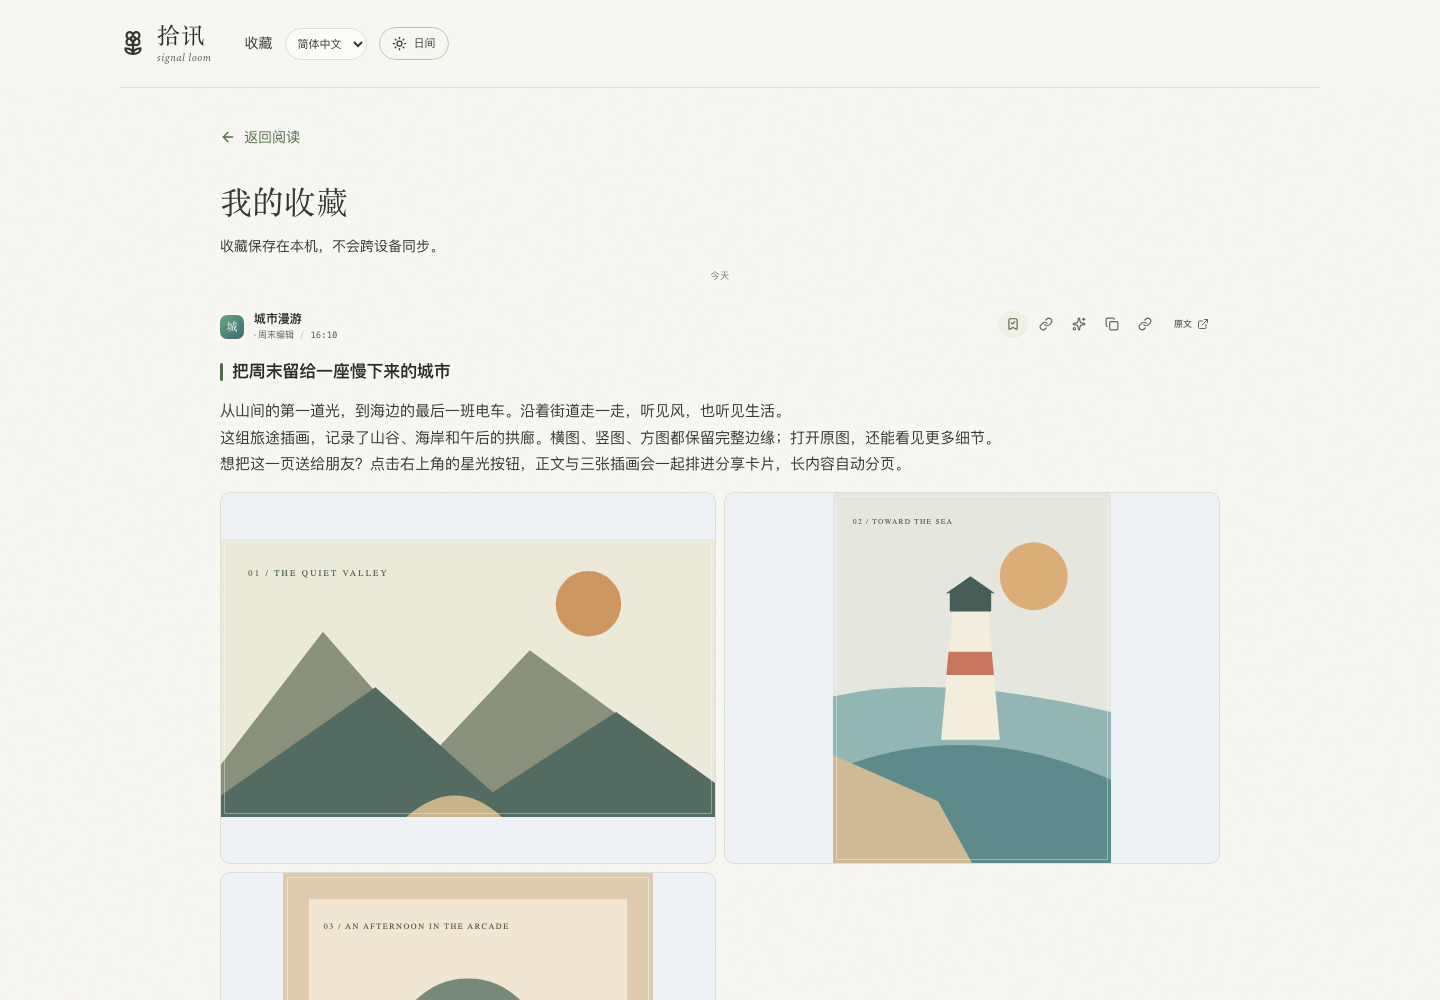 拾讯
signal loom
收藏
简体中文
日间
返回阅读
我的收藏
收藏保存在本机，不会跨设备同步。
今天
城
城市漫游
·周末编辑 / 16:10
原文
把周末留给一座慢下来的城市
从山间的第一道光，到海边的最后一班电车。沿着街道走一走，听见风，也听见生活。
这组旅途插画，记录了山谷、海岸和午后的拱廊。横图、竖图、方图都保留完整边缘；打开原图，还能看见更多细节。
想把这一页送给朋友？点击右上角的星光按钮，正文与三张插画会一起排进分享卡片，长内容自动分页。
01 / THE QUIET VALLEY
02 / TOWARD THE SEA
03 / AN AFTERNOON IN THE ARCADE